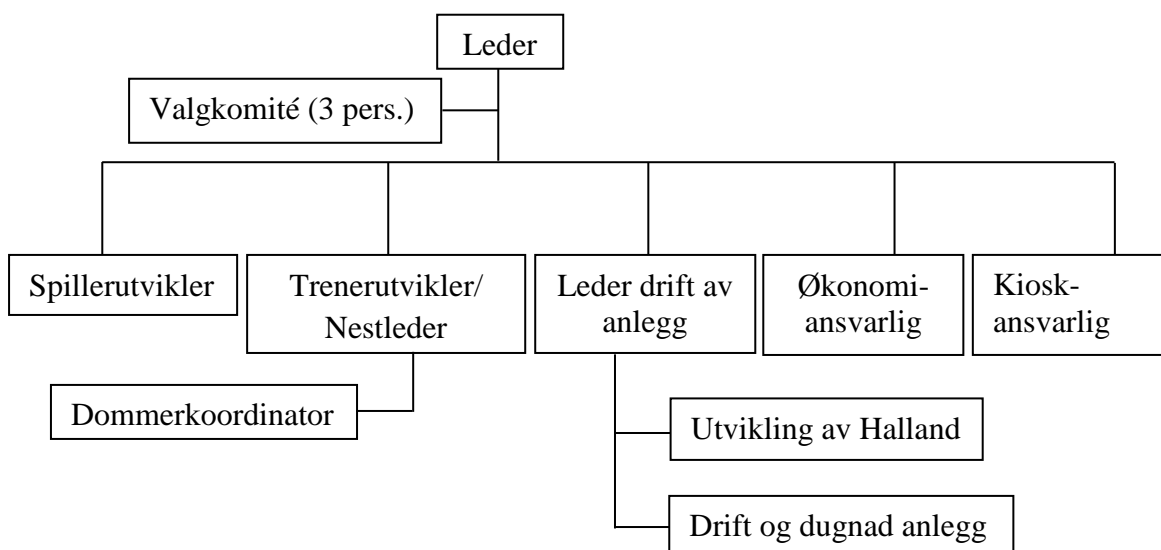 Leder
Valgkomité (3 pers.)
Spillerutvikler
Trenerutvikler/
Nestleder
Leder drift av
anlegg
Økonomi-
ansvarlig
Kiosk-
ansvarlig
Dommerkoordinator
Utvikling av Halland
Drift og dugnad anlegg